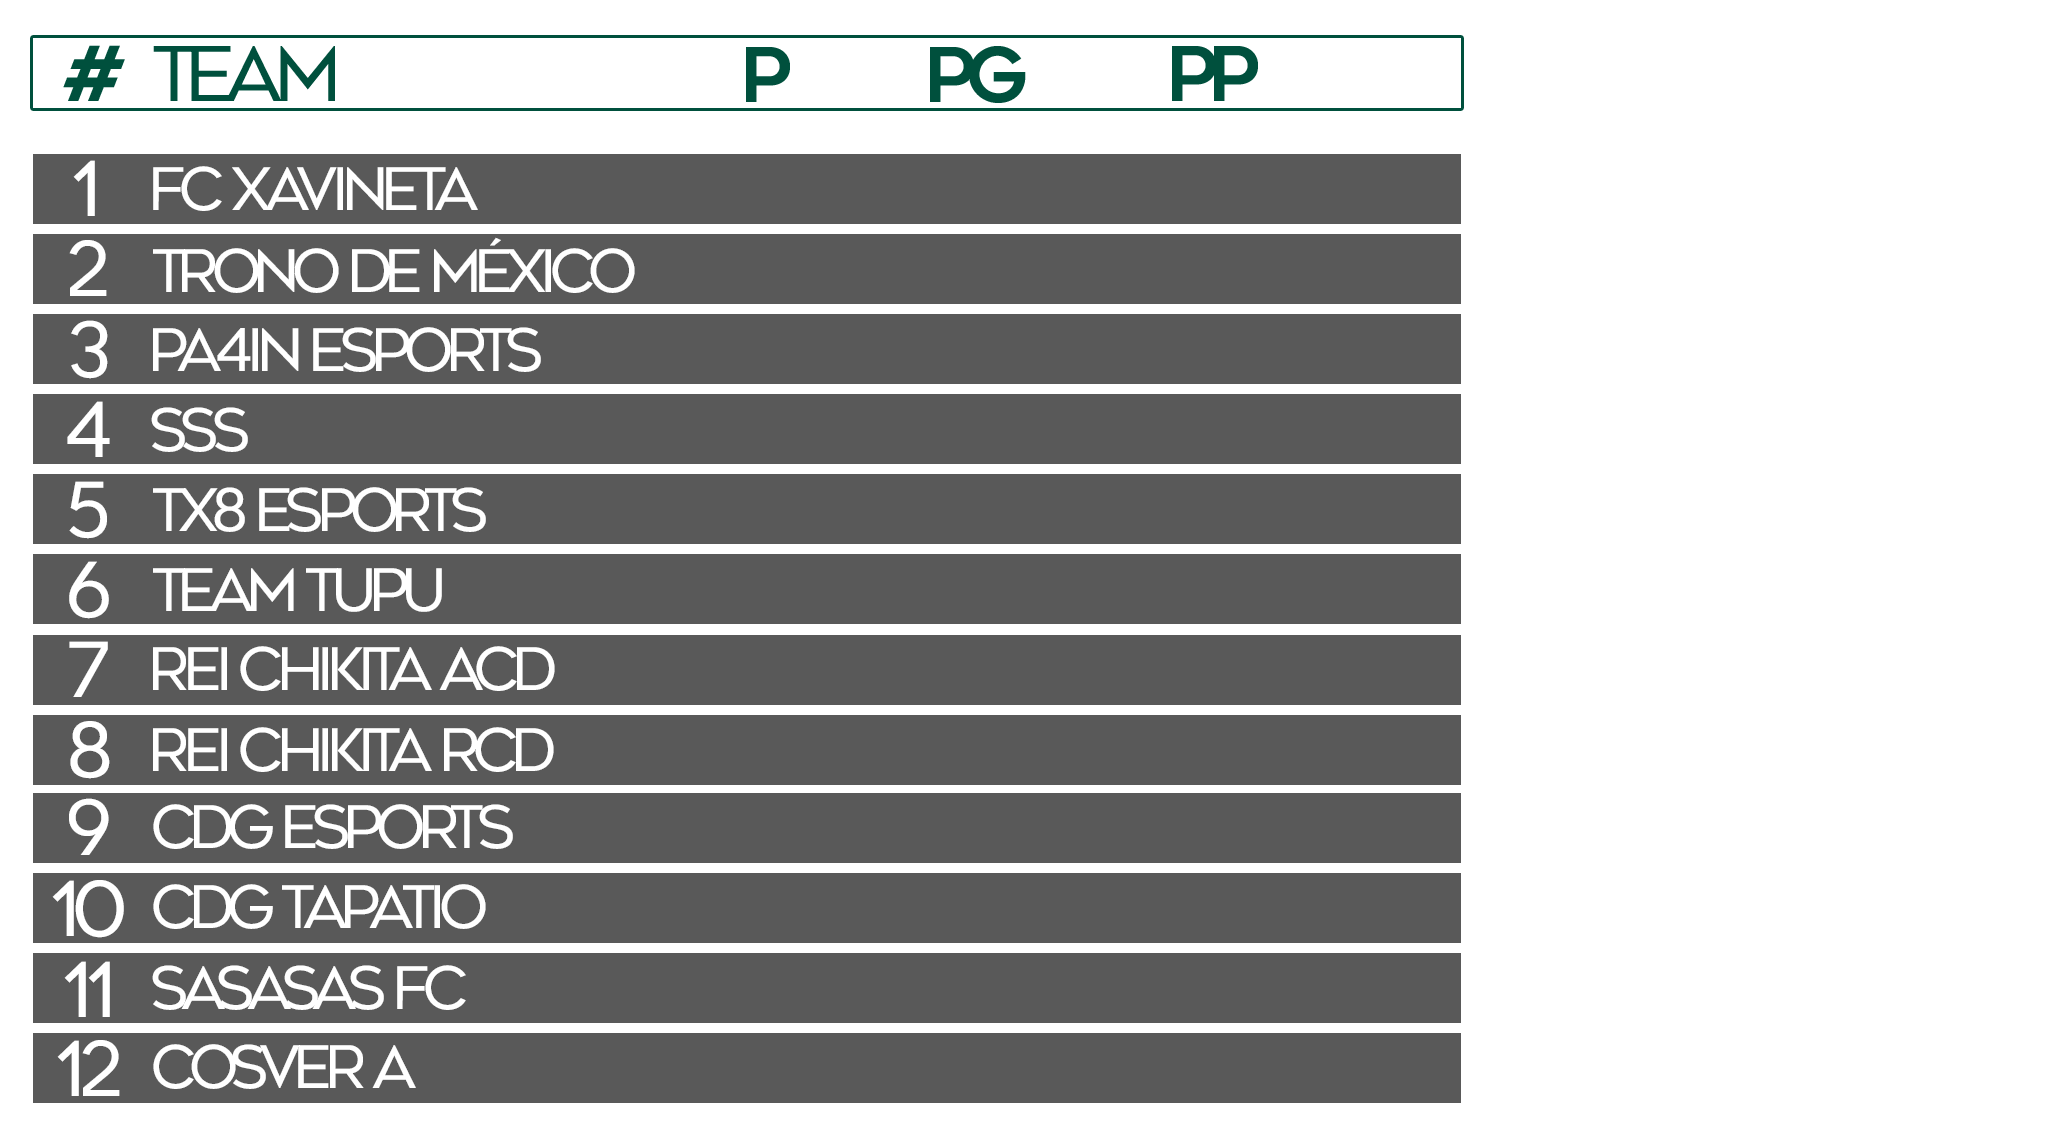 # TEAM P PG PP
1 FC XAVINETA
2 TRONO DE MÉXICO
3 PA4IN ESPORTS
4 SSS
5 TX8 ESPORTS
6 TEAM TUPU
7 REI CHIKITA ACD
8 REI CHIKITA RCD
9 CDG ESPORTS
10 CDG TAPATIO
11 SASASAS FC
12 COSVER A